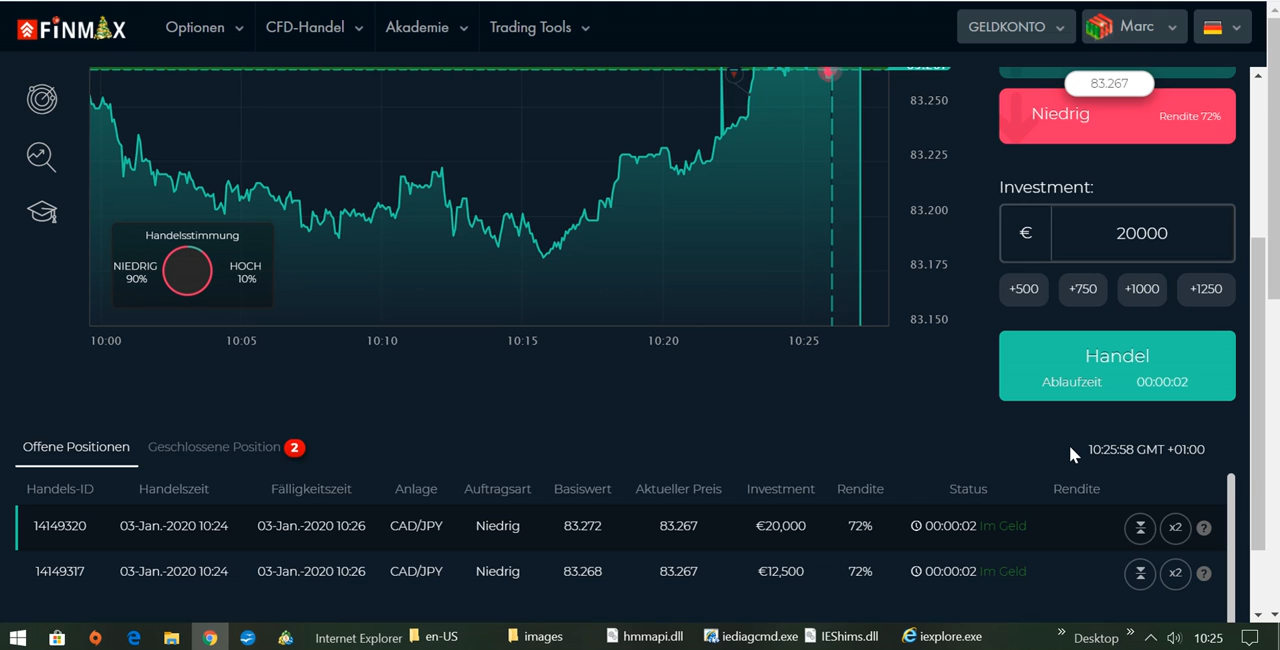 FiNMAX
Optionen
CFD-Handel
Akademie
Trading Tools
GELDKONTO
Marc
83.267
Niedrig
Rendite 72%
Investment:
€
20000
+500
+750
+1000
+1250
Handel
Ablaufzeit 00:00:02
83.267
83.250
83.225
83.200
83.175
83.150
Handelsstimmung
NIEDRIG
90%
HOCH
10%
10:00
10:05
10:10
10:15
10:20
10:25
Offene Positionen
Geschlossene Position 2
10:25:58 GMT +01:00
Handels-ID Handelszeit Fälligkeitszeit Anlage Auftragsart Basiswert Aktueller Preis Investment Rendite Status Rendite
14149320 03-Jan.-2020 10:24 03-Jan.-2020 10:26 CAD/JPY Niedrig 83.272 83.267 €20,000 72% 00:00:02 Im Geld x2 ?
14149317 03-Jan.-2020 10:24 03-Jan.-2020 10:26 CAD/JPY Niedrig 83.268 83.267 €12,500 72% 00:00:02 Im Geld x2 ?
Internet Explorer
en-US
images
hmmapi.dll
iediagcmd.exe
IEShims.dll
iexplore.exe
Desktop
10:25